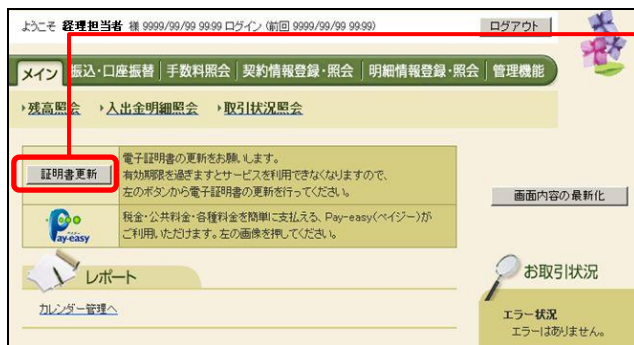 ようこそ 経理担当者 様 9999/99/99 99:99 ログイン (前回 9999/99/99 99:99)
ログアウト
メイン 振込・口座振替 手数料照会 契約情報登録・照会 明細情報登録・照会 管理機能
残高照会 入出金明細照会 取引状況照会
証明書更新
電子証明書の更新をお願いします。
有効期限を過ぎますとサービスを利用できなくなりますので、
左のボタンから電子証明書の更新を行ってください。
画面内容の最新化
Pay-easy
税金・公共料金・各種料金を簡単に支払える、Pay-easy(ペイジー)が
ご利用いただけます。左の画像を押してください。
レポート
お取引状況
カレンダー管理へ
エラー状況
エラーはありません。